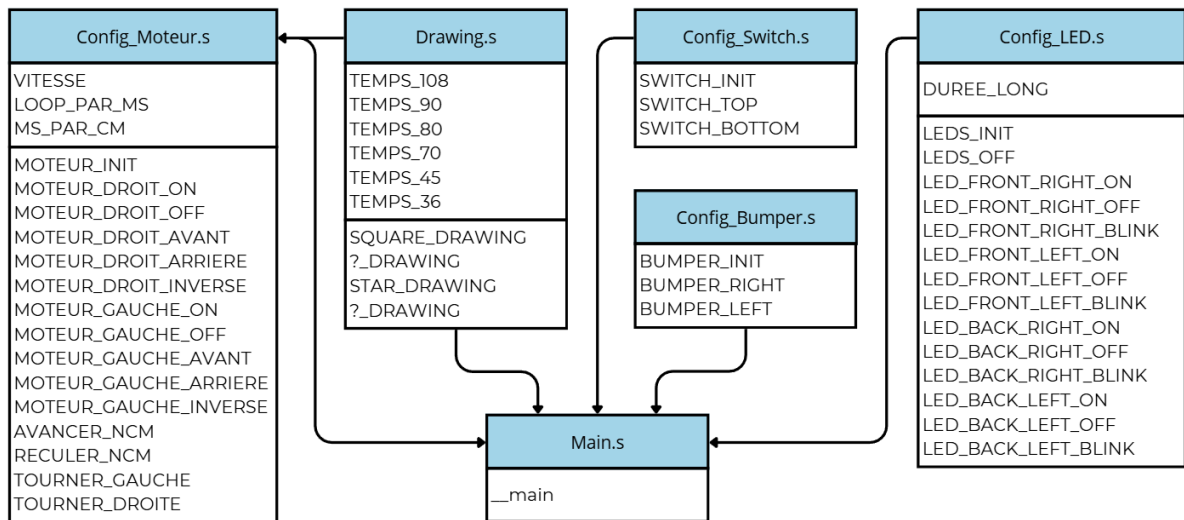 Config_Moteur.s
VITESSE
LOOP_PAR_MS
MS_PAR_CM
MOTEUR_INIT
MOTEUR_DROIT_ON
MOTEUR_DROIT_OFF
MOTEUR_DROIT_AVANT
MOTEUR_DROIT_ARRIERE
MOTEUR_DROIT_INVERSE
MOTEUR_GAUCHE_ON
MOTEUR_GAUCHE_OFF
MOTEUR_GAUCHE_AVANT
MOTEUR_GAUCHE_ARRIERE
MOTEUR_GAUCHE_INVERSE
AVANCER_NCM
RECULER_NCM
TOURNER_GAUCHE
TOURNER_DROITE
Drawing.s
TEMPS_108
TEMPS_90
TEMPS_80
TEMPS_70
TEMPS_45
TEMPS_36
SQUARE_DRAWING
?_DRAWING
STAR_DRAWING
?_DRAWING
Config_Switch.s
SWITCH_INIT
SWITCH_TOP
SWITCH_BOTTOM
Config_Bumper.s
BUMPER_INIT
BUMPER_RIGHT
BUMPER_LEFT
Config_LED.s
DUREE_LONG
LEDS_INIT
LEDS_OFF
LED_FRONT_RIGHT_ON
LED_FRONT_RIGHT_OFF
LED_FRONT_RIGHT_BLINK
LED_FRONT_LEFT_ON
LED_FRONT_LEFT_OFF
LED_FRONT_LEFT_BLINK
LED_BACK_RIGHT_ON
LED_BACK_RIGHT_OFF
LED_BACK_RIGHT_BLINK
LED_BACK_LEFT_ON
LED_BACK_LEFT_OFF
LED_BACK_LEFT_BLINK
Main.s
__main